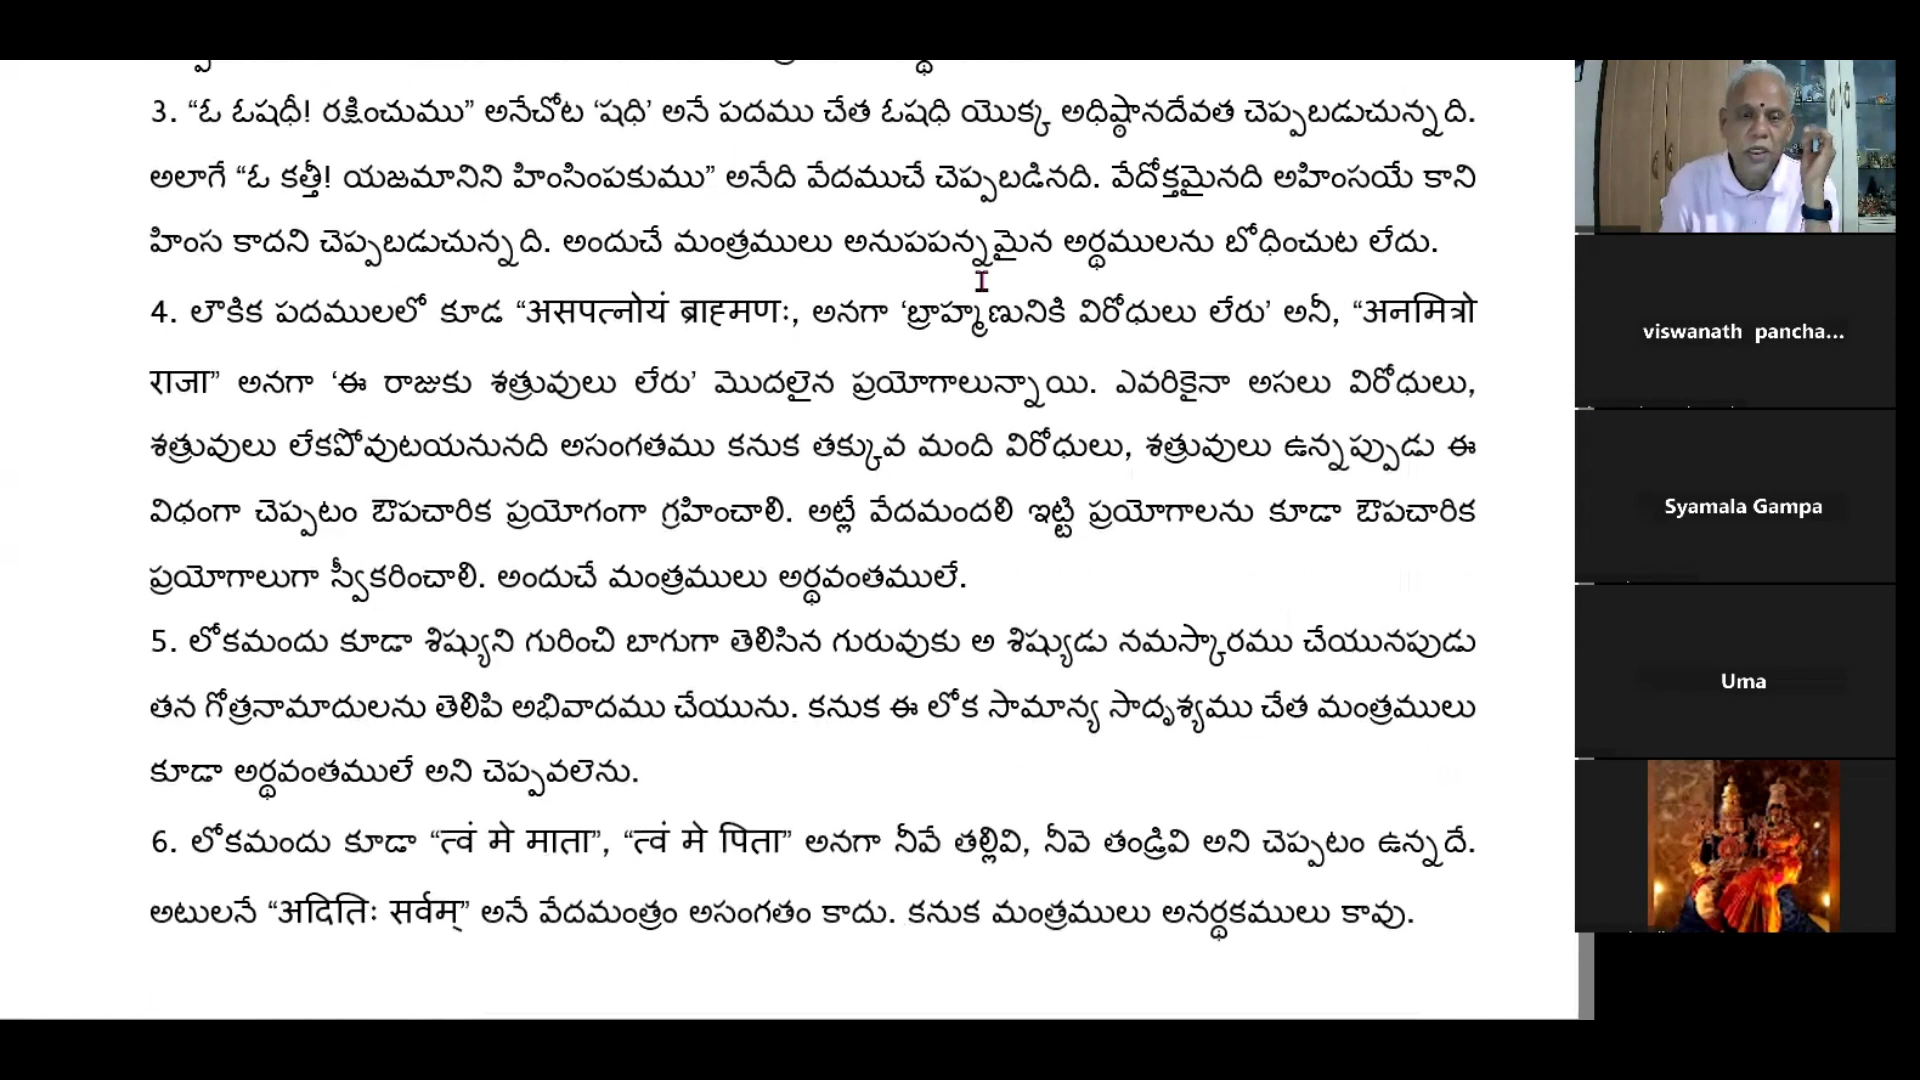 3. “ఓ ఓషధీ! రక్షించుము” అనేచోట ‘షధి’ అనే పదము చేత ఓషధి యొక్క అధిష్ఠానదేవత చెప్పబడుచున్నది.
అలాగే “ఓ కత్తీ! యజమానిని హింసింపకుము” అనేది వేదముచే చెప్పబడినది. వేదోక్తమైనది అహింసయే కాని
హింస కాదని చెప్పబడుచున్నది. అందుచే మంత్రములు అనుపపన్నమైన అర్థములను బోధించుట లేదు.
4. లౌకిక పదములలో కూడ “असपत्नोयं ब्राह्मणः, అనగా ‘బ్రాహ్మణునికి విరోధులు లేరు’ అనీ, “अनमित्रो
राजा” అనగా ‘ఈ రాజుకు శత్రువులు లేరు’ మొదలైన ప్రయోగాలున్నాయి. ఎవరికైనా అసలు విరోధులు,
శత్రువులు లేకపోవుటయనునది అసంగతము కనుక తక్కువ మంది విరోధులు, శత్రువులు ఉన్నప్పుడు ఈ
విధంగా చెప్పటం ఔపచారిక ప్రయోగంగా గ్రహించాలి. అట్లే వేదమందలి ఇట్టి ప్రయోగాలను కూడా ఔపచారిక
ప్రయోగాలుగా స్వీకరించాలి. అందుచే మంత్రములు అర్థవంతములే.
5. లోకమందు కూడా శిష్యుని గురించి బాగుగా తెలిసిన గురువుకు అ శిష్యుడు నమస్కారము చేయునపుడు
తన గోత్రనామాదులను తెలిపి అభివాదము చేయును. కనుక ఈ లోక సామాన్య సాదృశ్యము చేత మంత్రములు
కూడా అర్థవంతములే అని చెప్పవలెను.
6. లోకమందు కూడా “त्वं मे माता”, “त्वं मे पिता” అనగా నీవే తల్లివి, నీవె తండ్రివి అని చెప్పటం ఉన్నదే.
అటులనే “अदितिः सर्वम्” అనే వేదమంత్రం అసంగతం కాదు. కనుక మంత్రములు అనర్థకములు కావు.
viswanath pancha...
Syamala Gampa
Uma